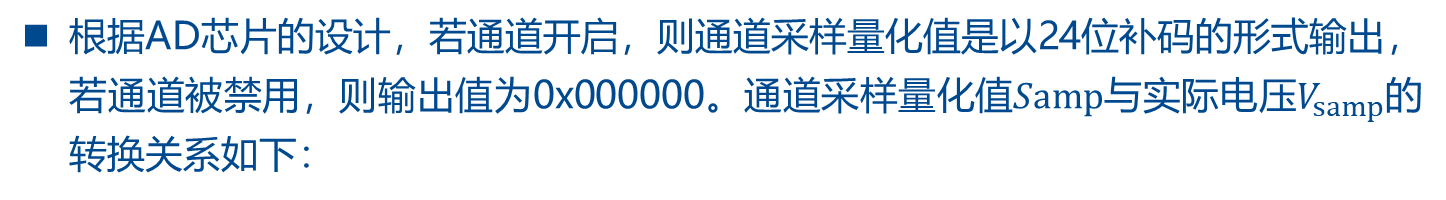 ■ 根据AD芯片的设计，若通道开启，则通道采样量化值是以24位补码的形式输出，
若通道被禁用，则输出值为0x000000。通道采样量化值Samp与实际电压Vsamp的
转换关系如下：